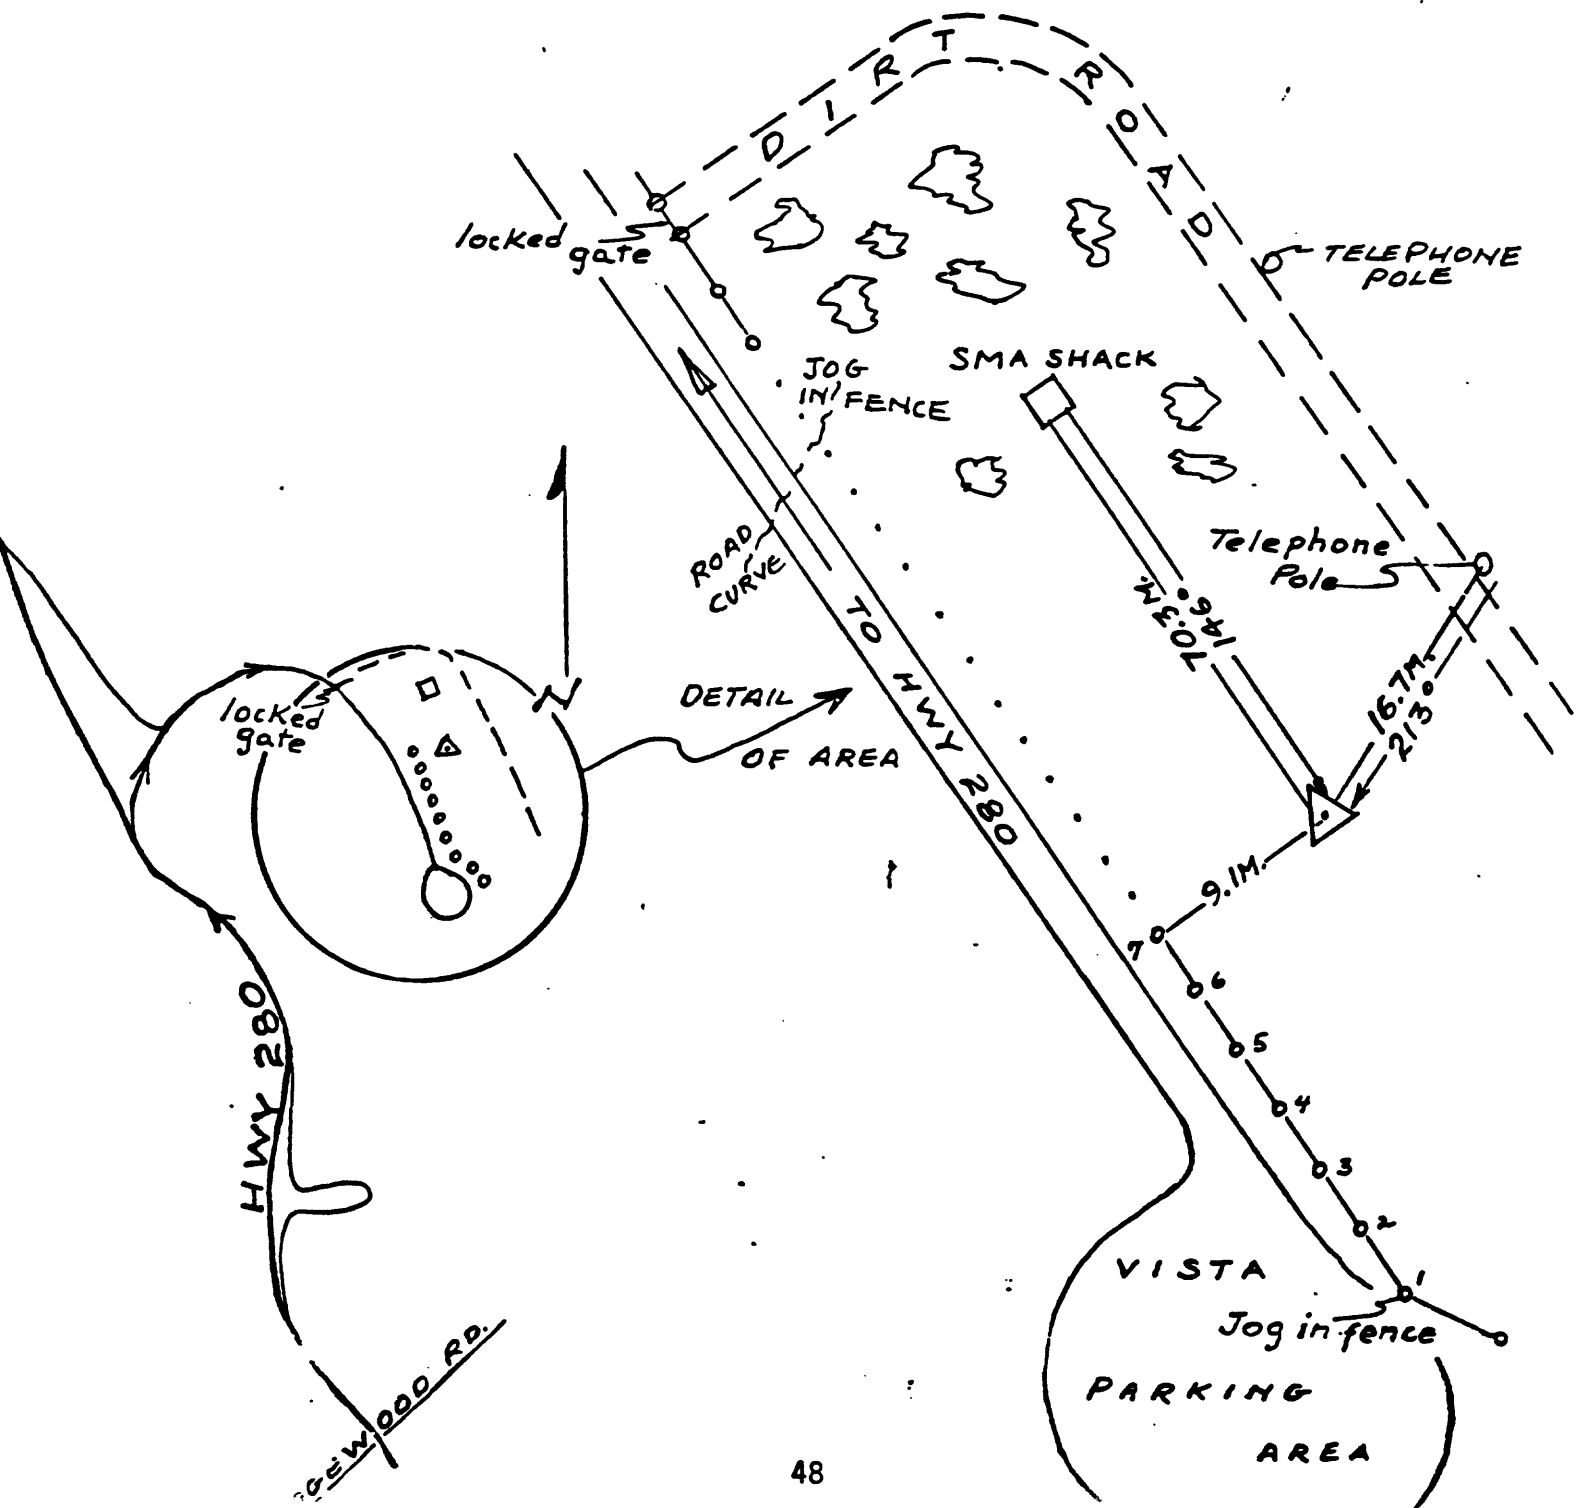 DIRT ROAD
locked
gate
TELEPHONE
POLE
SMA SHACK
JOG
IN FENCE
ROAD
CURVE
Telephone
Pole
146°
70.3M.
16.7M.
213°
TO HWY 280
N
locked
gate
DETAIL
OF AREA
9.1M.
7
6
5
4
3
2
1
HWY 280
VISTA
Jog in fence
PARKING
AREA
RD.
48